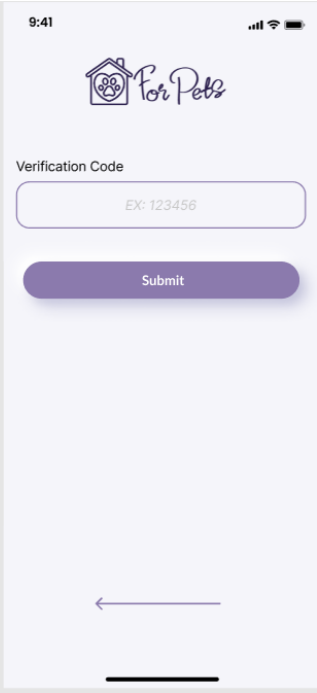 9:41
For Pets
Verification Code
EX: 123456
Submit